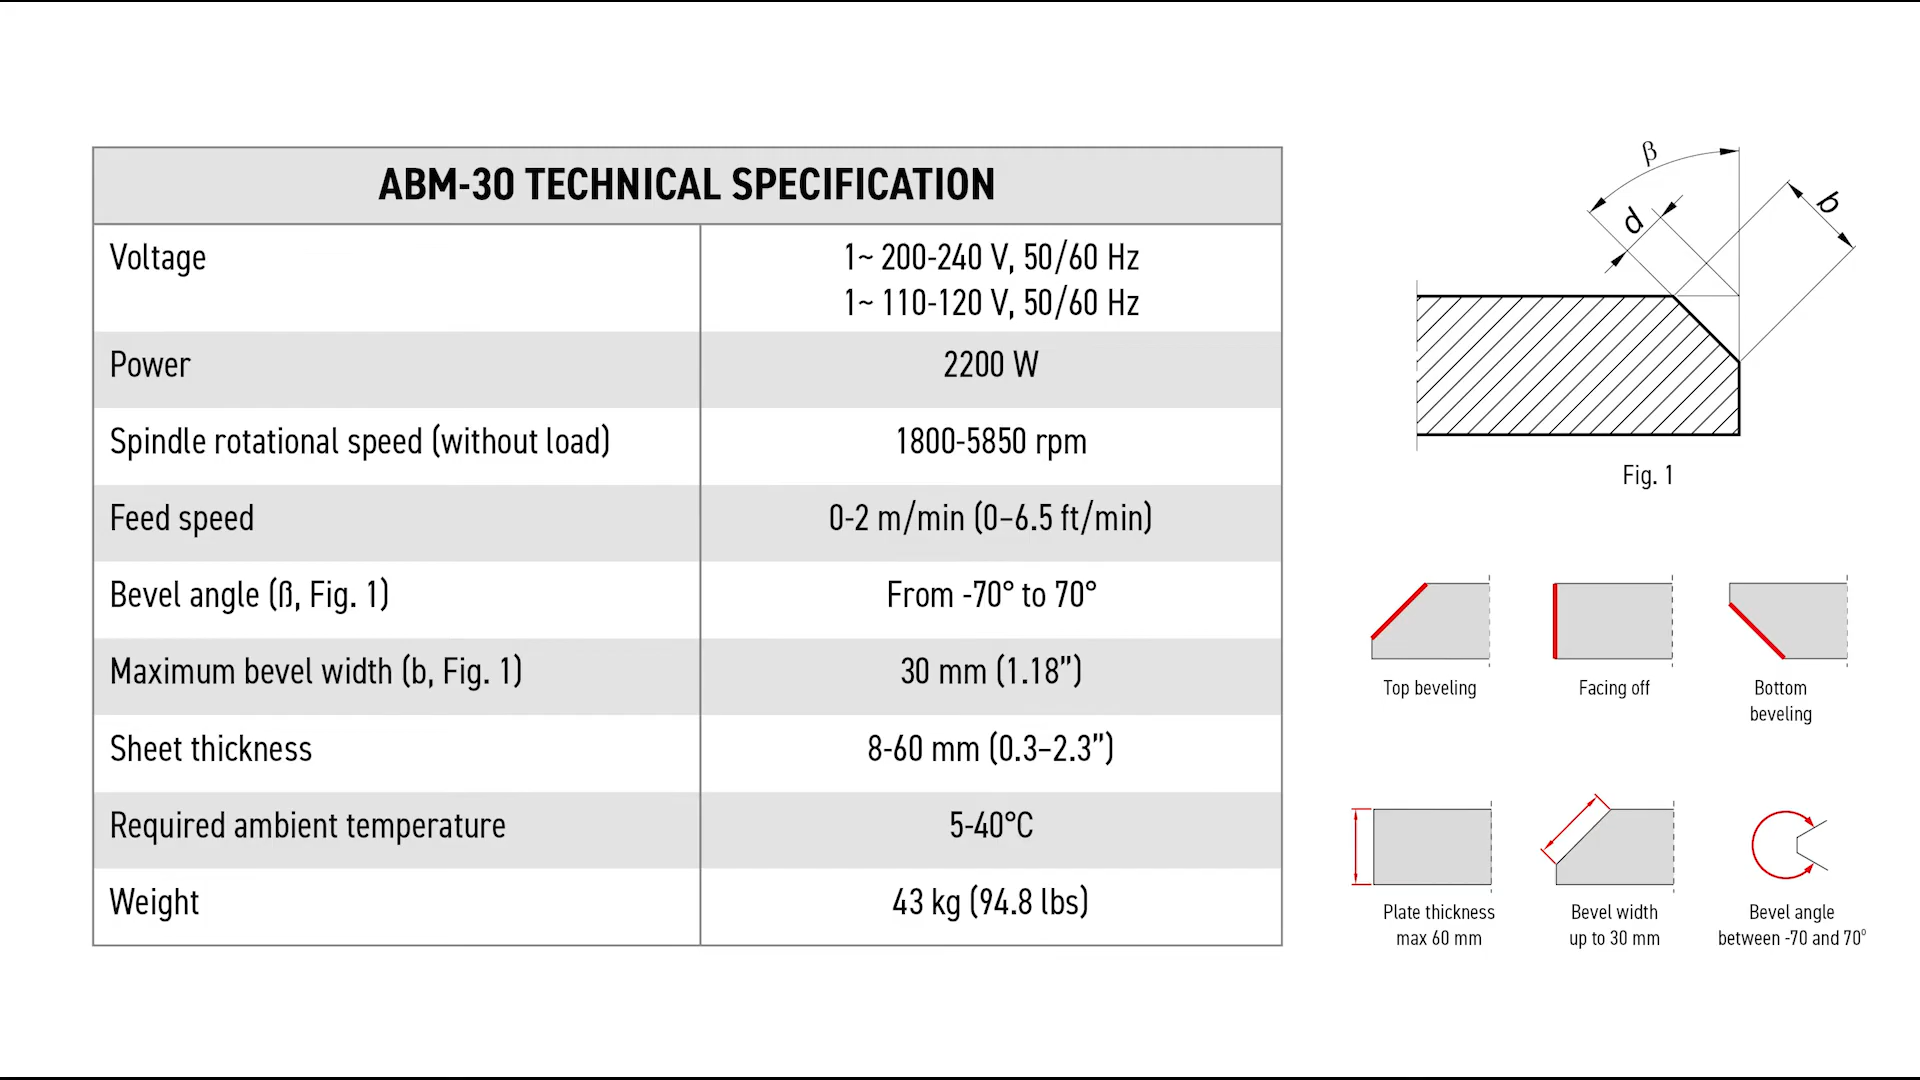 ABM-30 TECHNICAL SPECIFICATION
Voltage
1~ 200-240 V, 50/60 Hz
1~ 110-120 V, 50/60 Hz
Power
2200 W
Spindle rotational speed (without load)
1800-5850 rpm
Feed speed
0-2 m/min (0–6.5 ft/min)
Bevel angle (ß, Fig. 1)
From -70° to 70°
Maximum bevel width (b, Fig. 1)
30 mm (1.18”)
Sheet thickness
8-60 mm (0.3–2.3”)
Required ambient temperature
5-40°C
Weight
43 kg (94.8 lbs)
β
d
b
Fig. 1
Top beveling
Facing off
Bottom
beveling
Plate thickness
max 60 mm
Bevel width
up to 30 mm
Bevel angle
between -70 and 70º